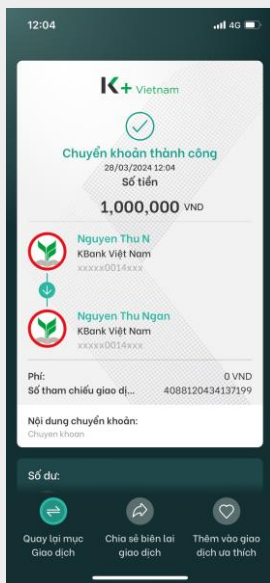 12:04
4G
K+ Vietnam
Chuyển khoản thành công
28/03/2024 12:04
Số tiền
1,000,000 VND
Nguyen Thu N
KBank Việt Nam
xxxxx0014xxx
Nguyen Thu Ngan
KBank Việt Nam
xxxxx0014xxx
Phí: 0 VND
Số tham chiếu giao dị... 4088120434137199
Nội dung chuyển khoản:
Chuyen khoan
Số dư:
Quay lại mục Chia sẻ biên lai Thêm vào giao
Giao dịch giao dịch dịch ưa thích